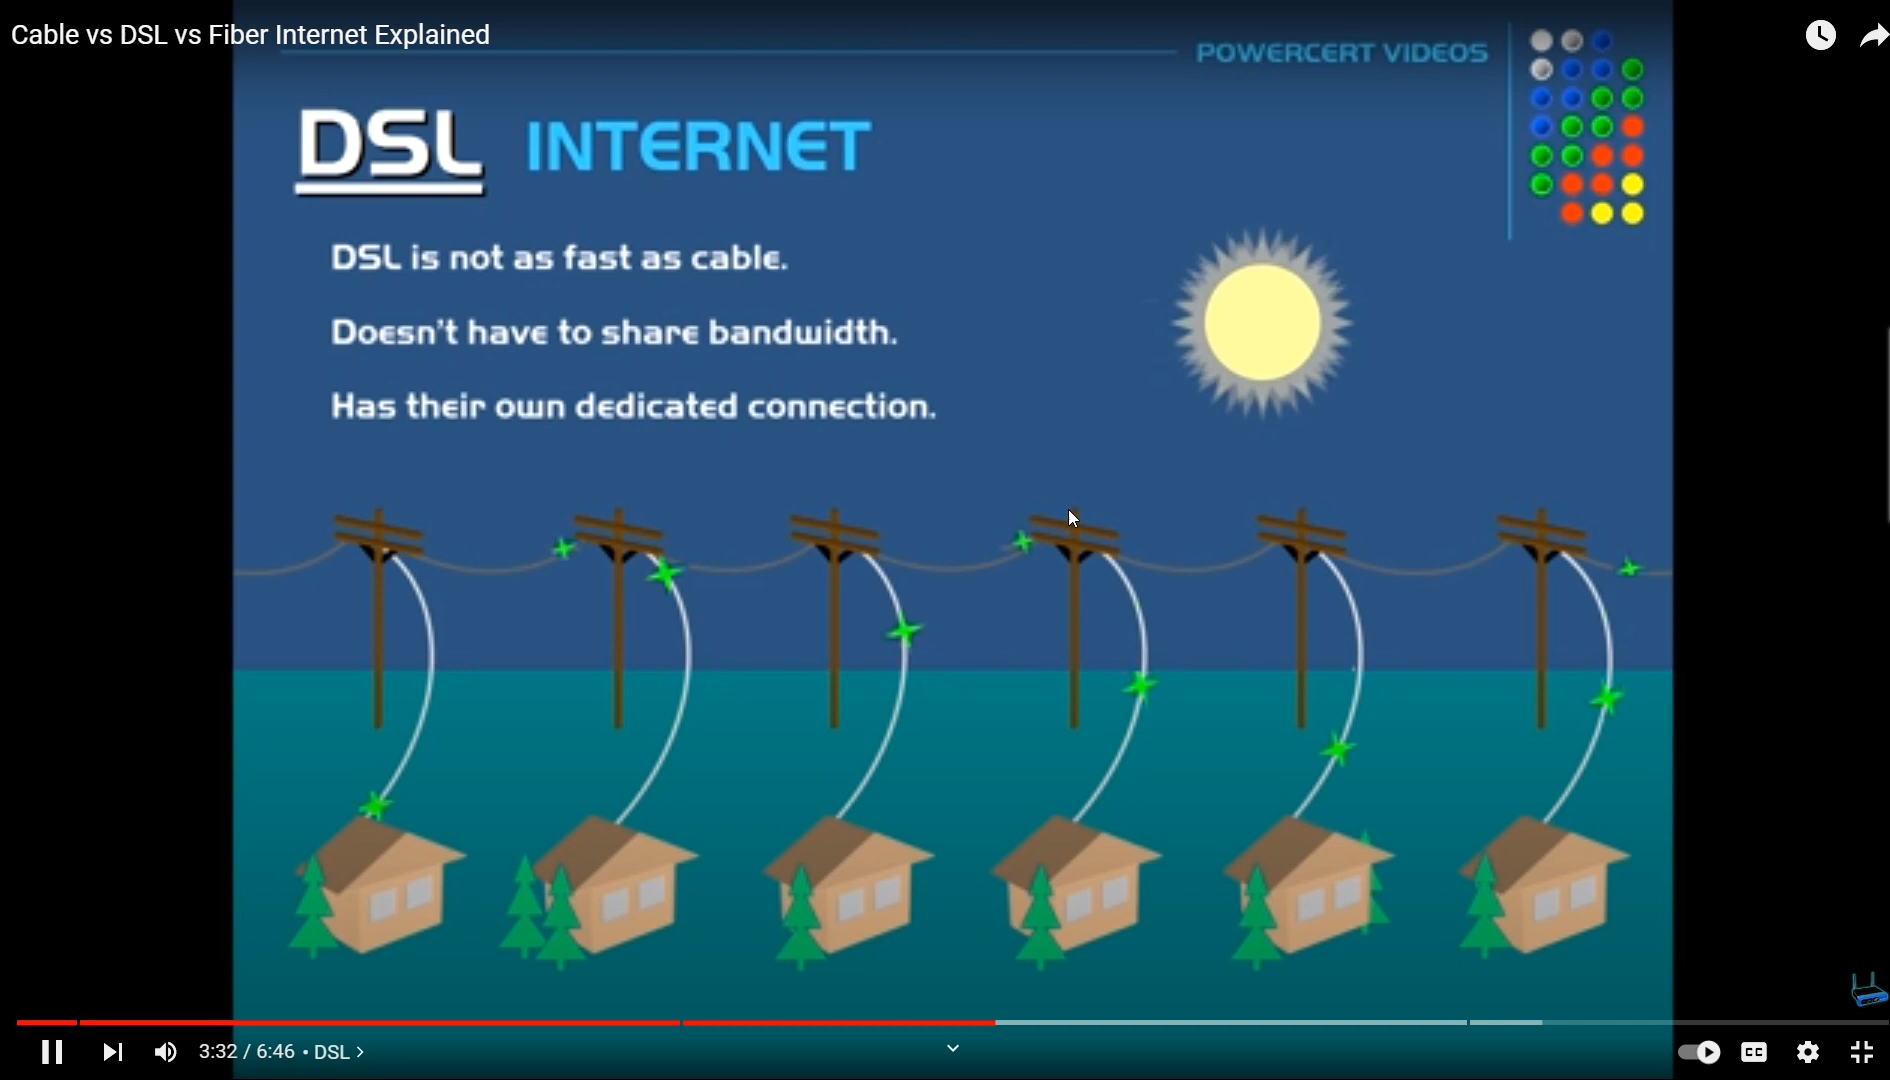 Cable vs DSL vs Fiber Internet Explained
POWERCERT VIDEOS
DSL INTERNET
DSL is not as fast as cable.
Doesn't have to share bandwidth.
Has their own dedicated connection.
3:32 / 6:46 • DSL >
CC